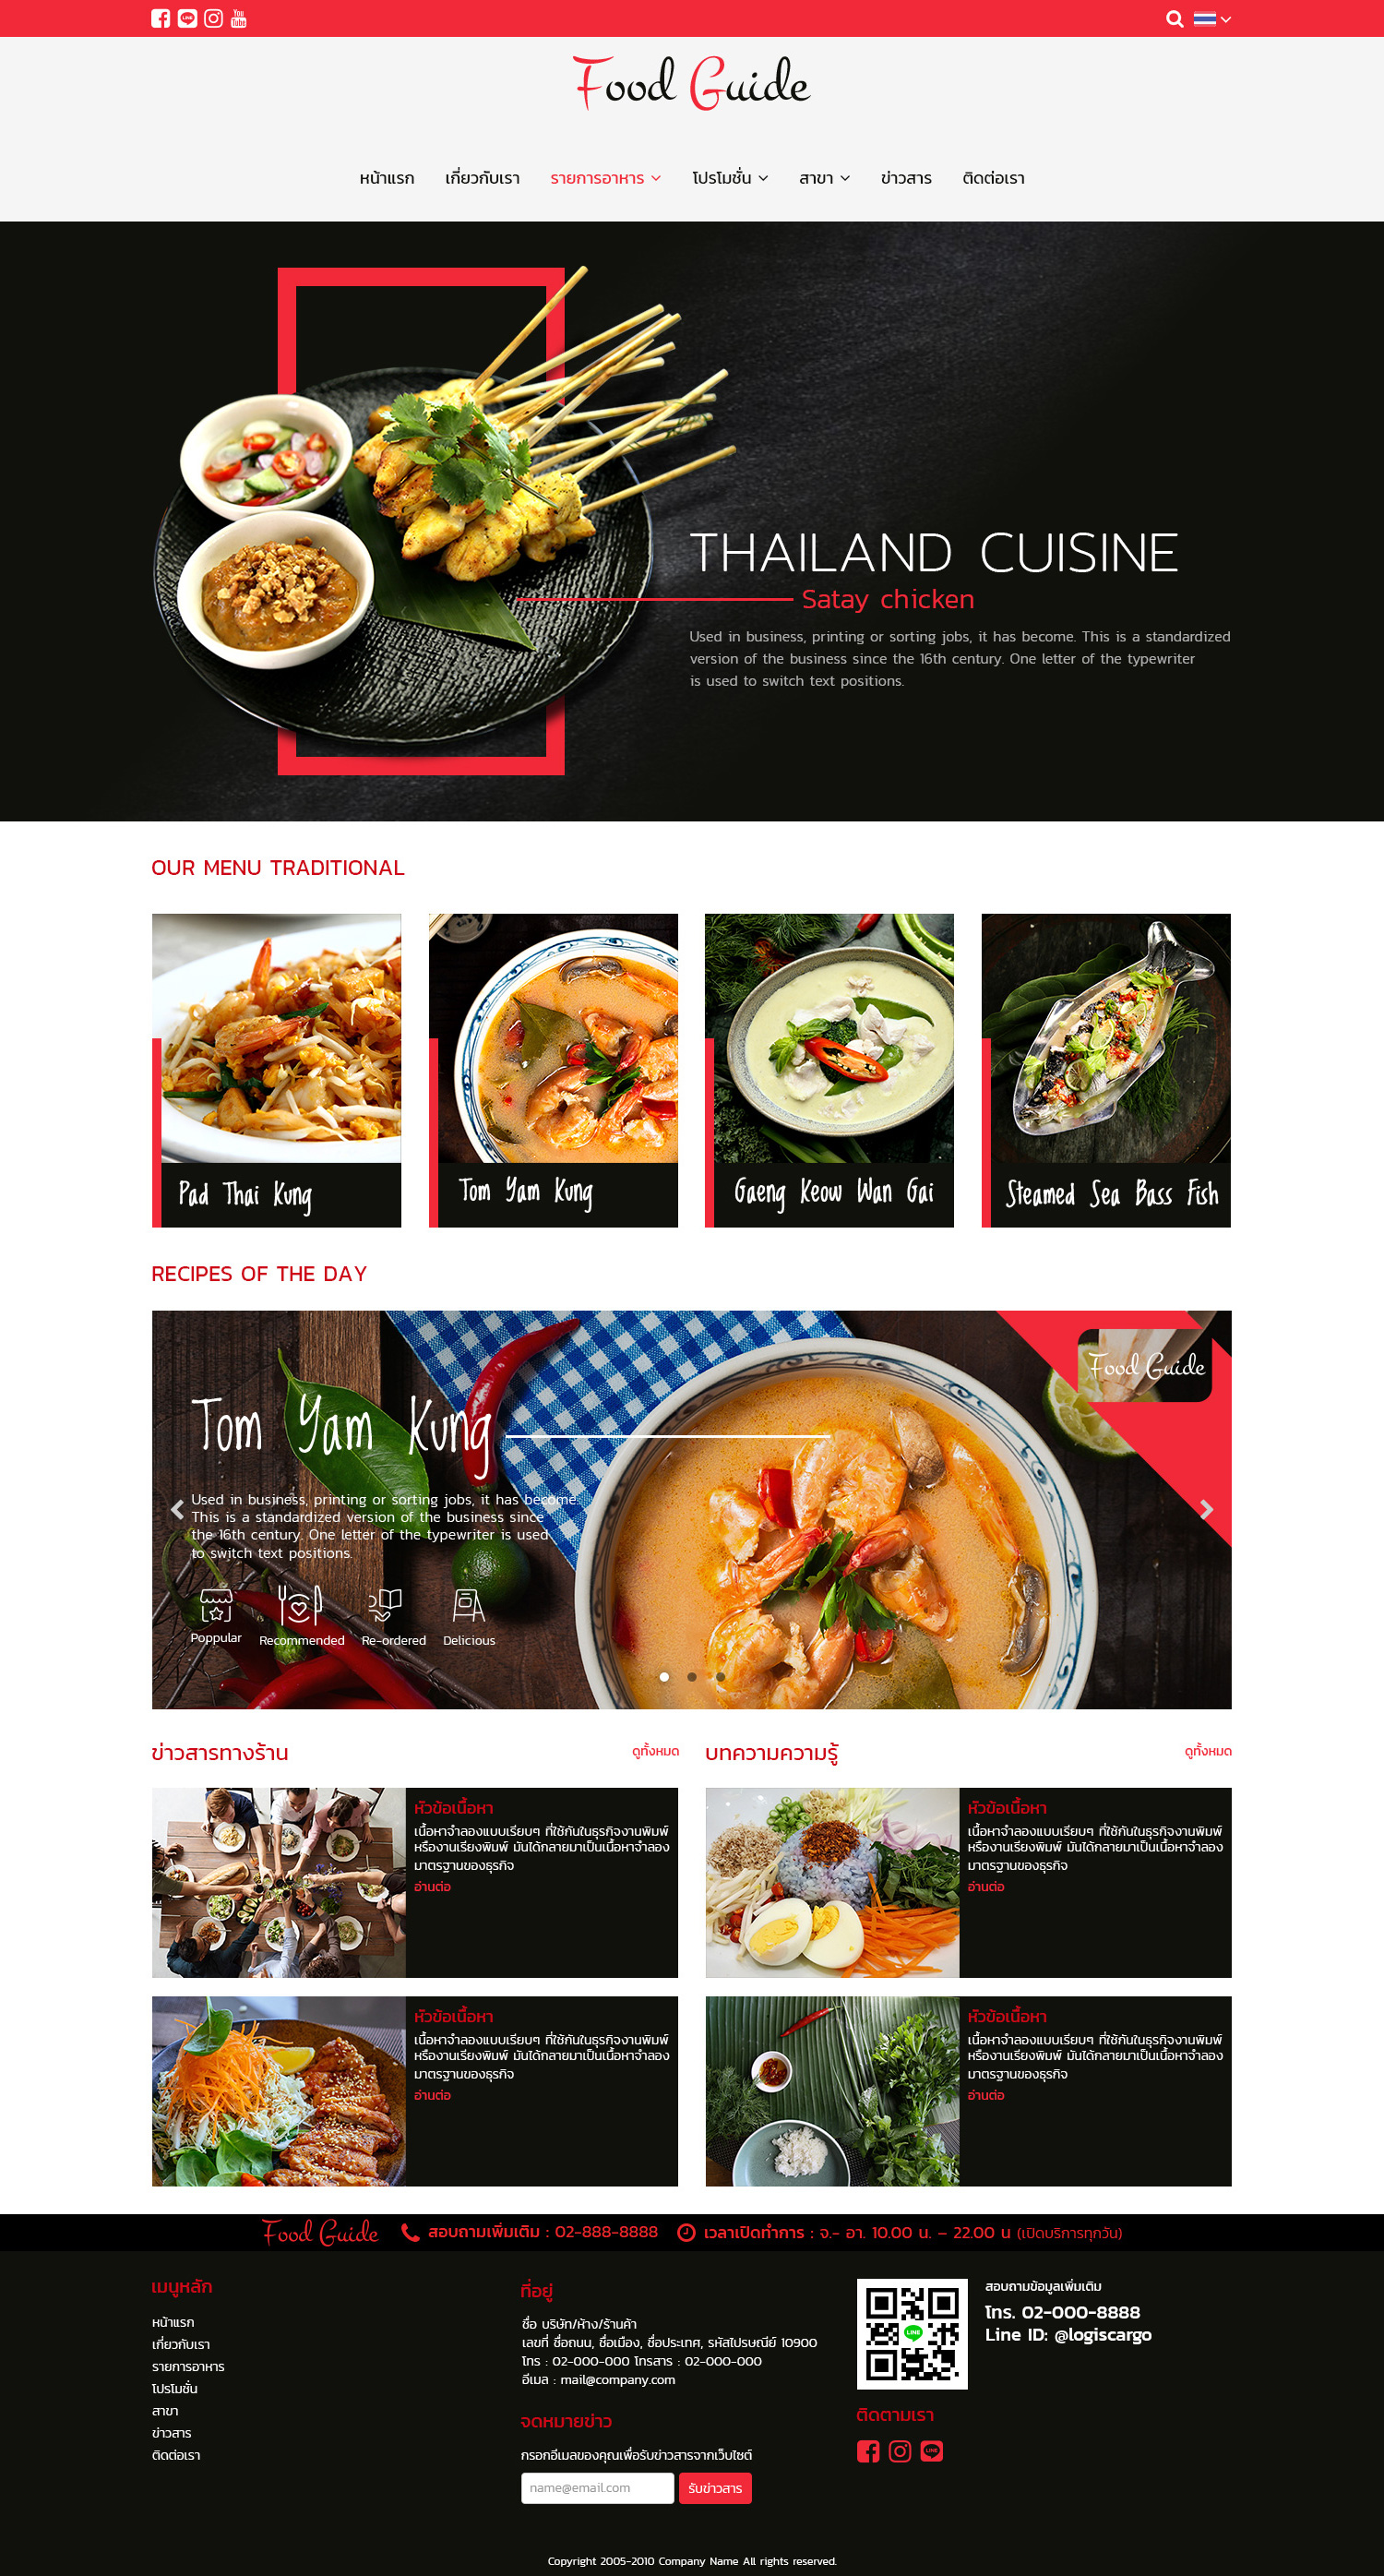 You Tube
LINE
Food Guide
หน้าแรก เกี่ยวกับเรา รายการอาหาร โปรโมชั่น สาขา ข่าวสาร ติดต่อเรา
THAILAND CUISINE
Satay chicken
Used in business, printing or sorting jobs, it has become. This is a standardized
version of the business since the 16th century. One letter of the typewriter
is used to switch text positions.
OUR MENU TRADITIONAL
Pad Thai Kung
Tom Yam Kung
Gaeng Keow Wan Gai
Steamed Sea Bass Fish
RECIPES OF THE DAY
Food Guide
Tom Yam Kung
Used in business, printing or sorting jobs, it has become.
This is a standardized version of the business since
the 16th century. One letter of the typewriter is used
to switch text positions.
Poppular Recommended Re-ordered Delicious
ข่าวสารทางร้าน ดูทั้งหมด
บทความความรู้ ดูทั้งหมด
หัวข้อเนื้อหา
เนื้อหาจำลองแบบเรียบๆ ที่ใช้กันในธุรกิจงานพิมพ์
หรืองานเรียงพิมพ์ มันได้กลายมาเป็นเนื้อหาจำลอง
มาตรฐานของธุรกิจ
อ่านต่อ
หัวข้อเนื้อหา
เนื้อหาจำลองแบบเรียบๆ ที่ใช้กันในธุรกิจงานพิมพ์
หรืองานเรียงพิมพ์ มันได้กลายมาเป็นเนื้อหาจำลอง
มาตรฐานของธุรกิจ
อ่านต่อ
หัวข้อเนื้อหา
เนื้อหาจำลองแบบเรียบๆ ที่ใช้กันในธุรกิจงานพิมพ์
หรืองานเรียงพิมพ์ มันได้กลายมาเป็นเนื้อหาจำลอง
มาตรฐานของธุรกิจ
อ่านต่อ
หัวข้อเนื้อหา
เนื้อหาจำลองแบบเรียบๆ ที่ใช้กันในธุรกิจงานพิมพ์
หรืองานเรียงพิมพ์ มันได้กลายมาเป็นเนื้อหาจำลอง
มาตรฐานของธุรกิจ
อ่านต่อ
Food Guide สอบถามเพิ่มเติม : 02-888-8888 เวลาเปิดทำการ : จ.- อา. 10.00 น. – 22.00 น (เปิดบริการทุกวัน)
เมนูหลัก
หน้าแรก
เกี่ยวกับเรา
รายการอาหาร
โปรโมชั่น
สาขา
ข่าวสาร
ติดต่อเรา
ที่อยู่
ชื่อ บริษัท/ห้าง/ร้านค้า
เลขที่ ชื่อถนน, ชื่อเมือง, ชื่อประเทศ, รหัสไปรษณีย์ 10900
โทร : 02-000-000 โทรสาร : 02-000-000
อีเมล : mail@company.com
จดหมายข่าว
กรอกอีเมลของคุณเพื่อรับข่าวสารจากเว็บไซต์
name@email.com รับข่าวสาร
LINE
สอบถามข้อมูลเพิ่มเติม
โทร. 02-000-8888
Line ID: @logiscargo
ติดตามเรา
LINE
Copyright 2005-2010 Company Name All rights reserved.